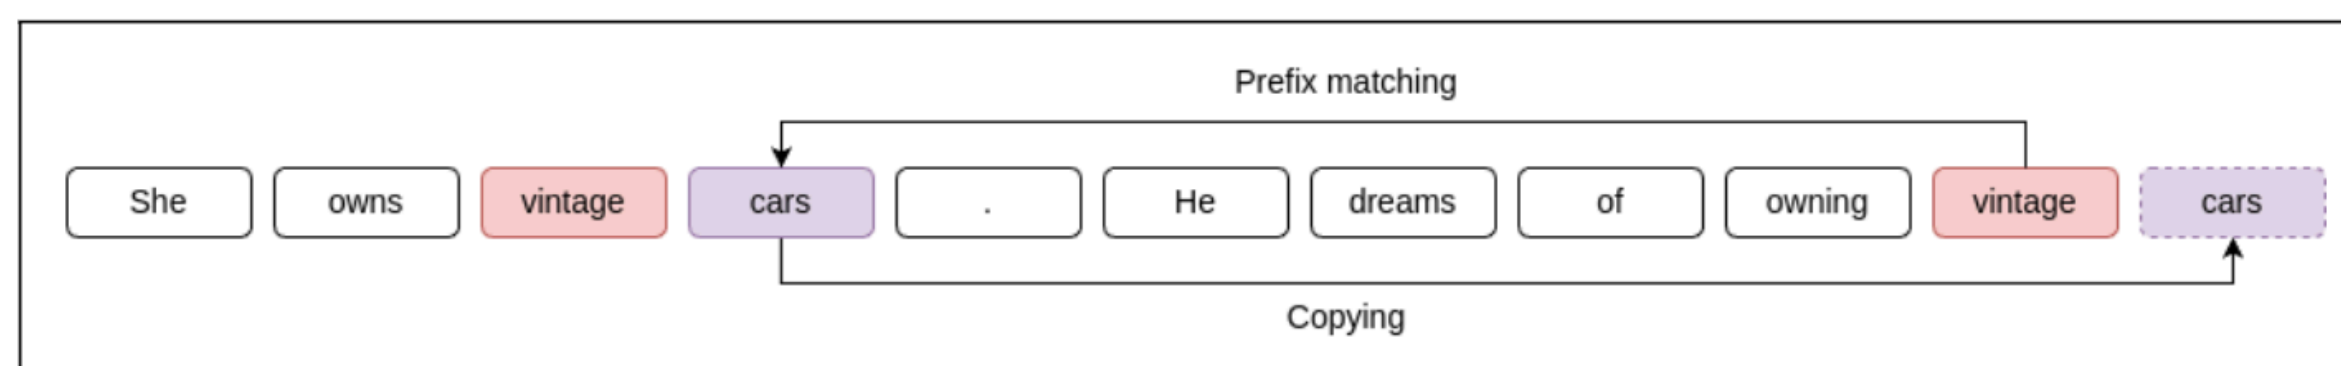 Prefix matching
She owns vintage cars . He dreams of owning vintage cars
Copying